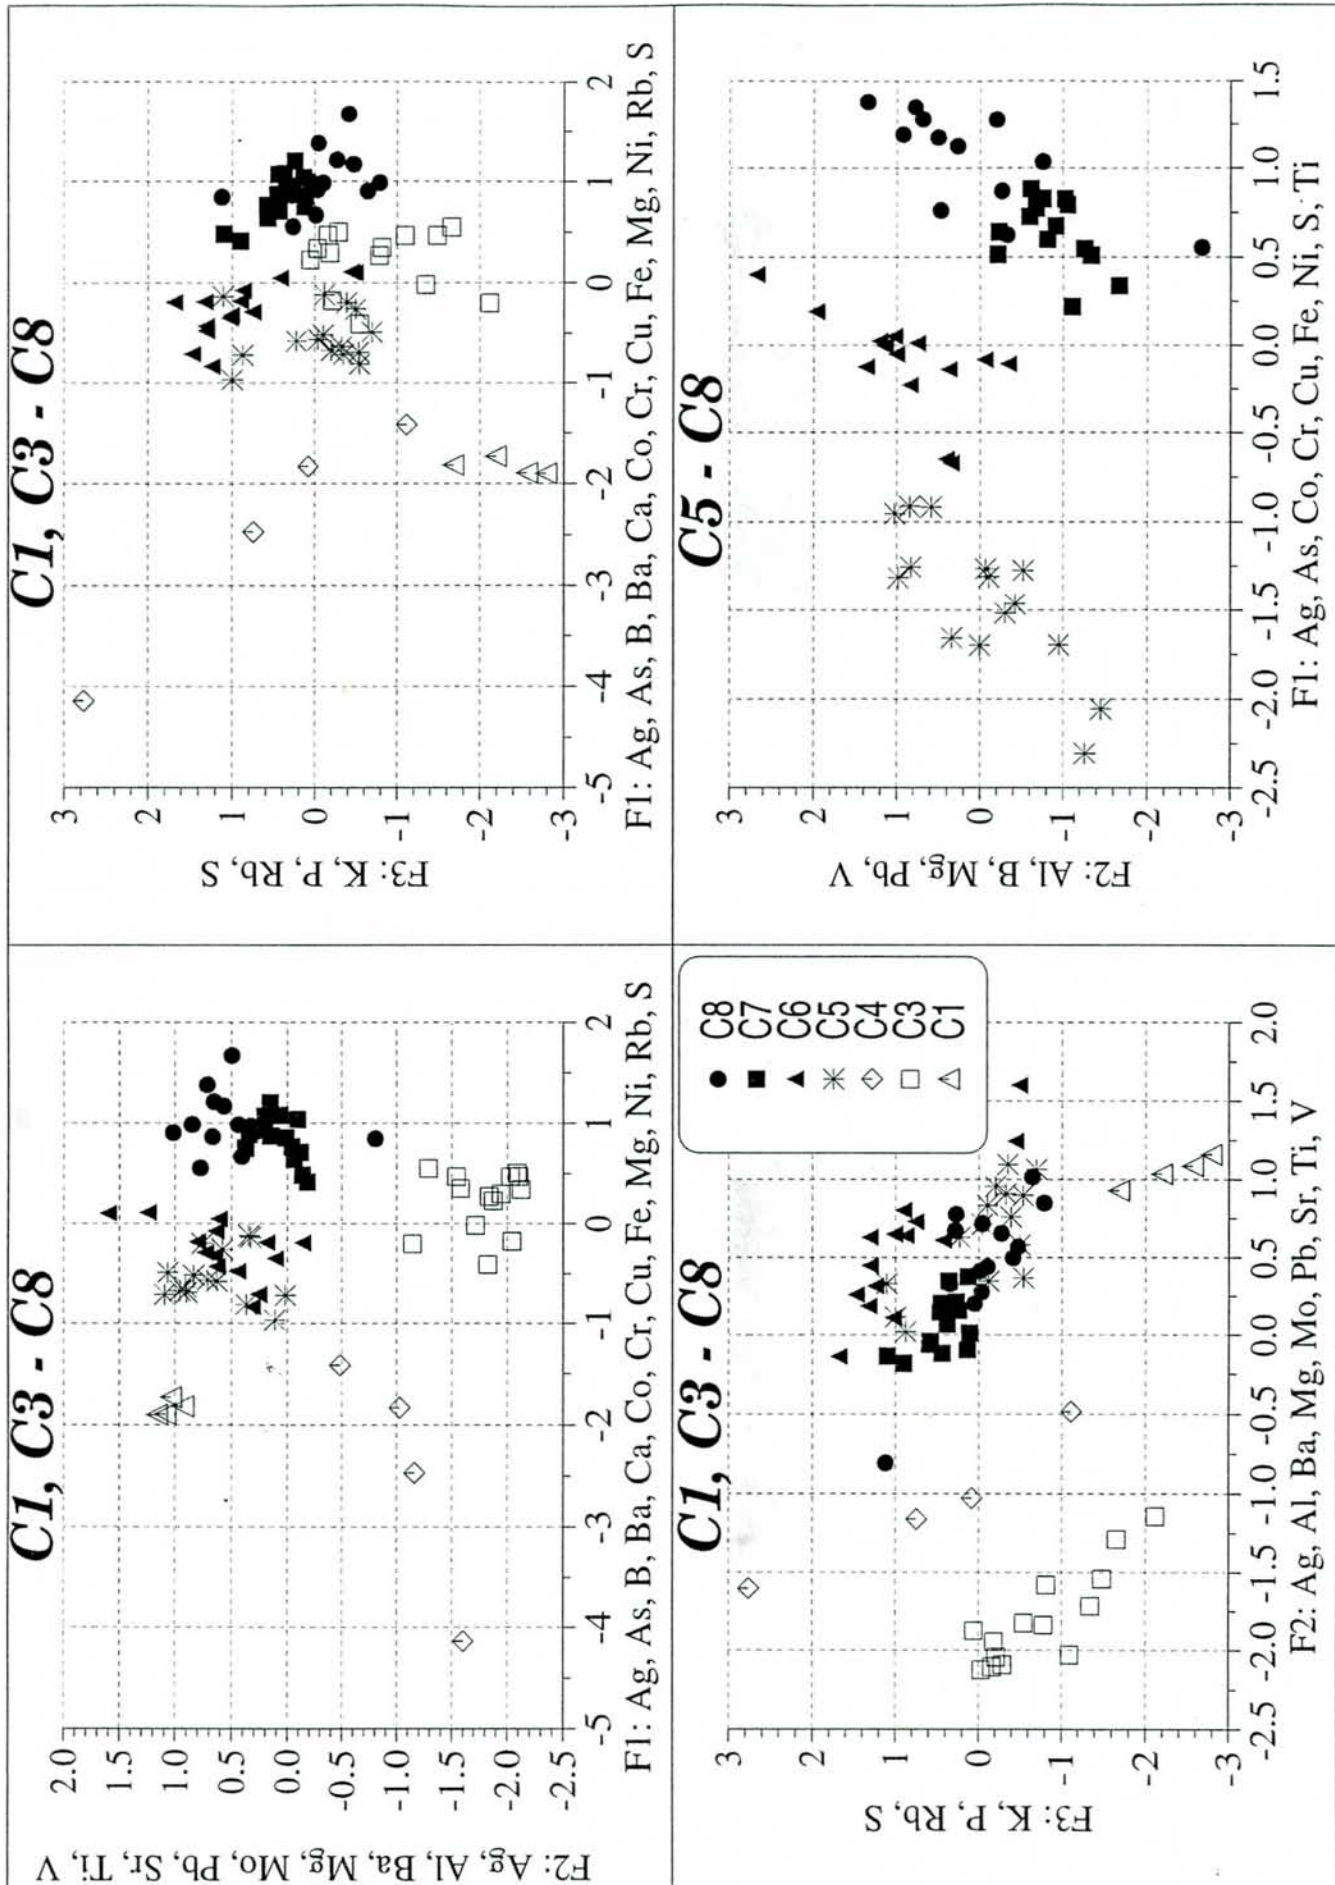 C1, C3 - C8
F2: Ag, Al, Ba, Mg, Mo, Pb, Sr, Ti, V
2.0
1.5
1.0
0.5
0.0
-0.5
-1.0
-1.5
-2.0
-2.5
-5 -4 -3 -2 -1 0 1 2
F1: Ag, As, B, Ba, Ca, Co, Cr, Cu, Fe, Mg, Ni, Rb, S
C1, C3 - C8
F3: K, P, Rb, S
3
2
1
0
-1
-2
-3
-5 -4 -3 -2 -1 0 1 2
F1: Ag, As, B, Ba, Ca, Co, Cr, Cu, Fe, Mg, Ni, Rb, S
C1, C3 - C8
F3: K, P, Rb, S
3
2
1
0
-1
-2
-3
-2.5 -2.0 -1.5 -1.0 -0.5 0.0 0.5 1.0 1.5 2.0
F2: Ag, Al, Ba, Mg, Mo, Pb, Sr, Ti, V
C8
C7
C6
C5
C4
C3
C1
C5 - C8
F2: Al, B, Mg, Pb, V
3
2
1
0
-1
-2
-3
-2.5 -2.0 -1.5 -1.0 -0.5 0.0 0.5 1.0 1.5
F1: Ag, As, Co, Cr, Cu, Fe, Ni, S, Ti